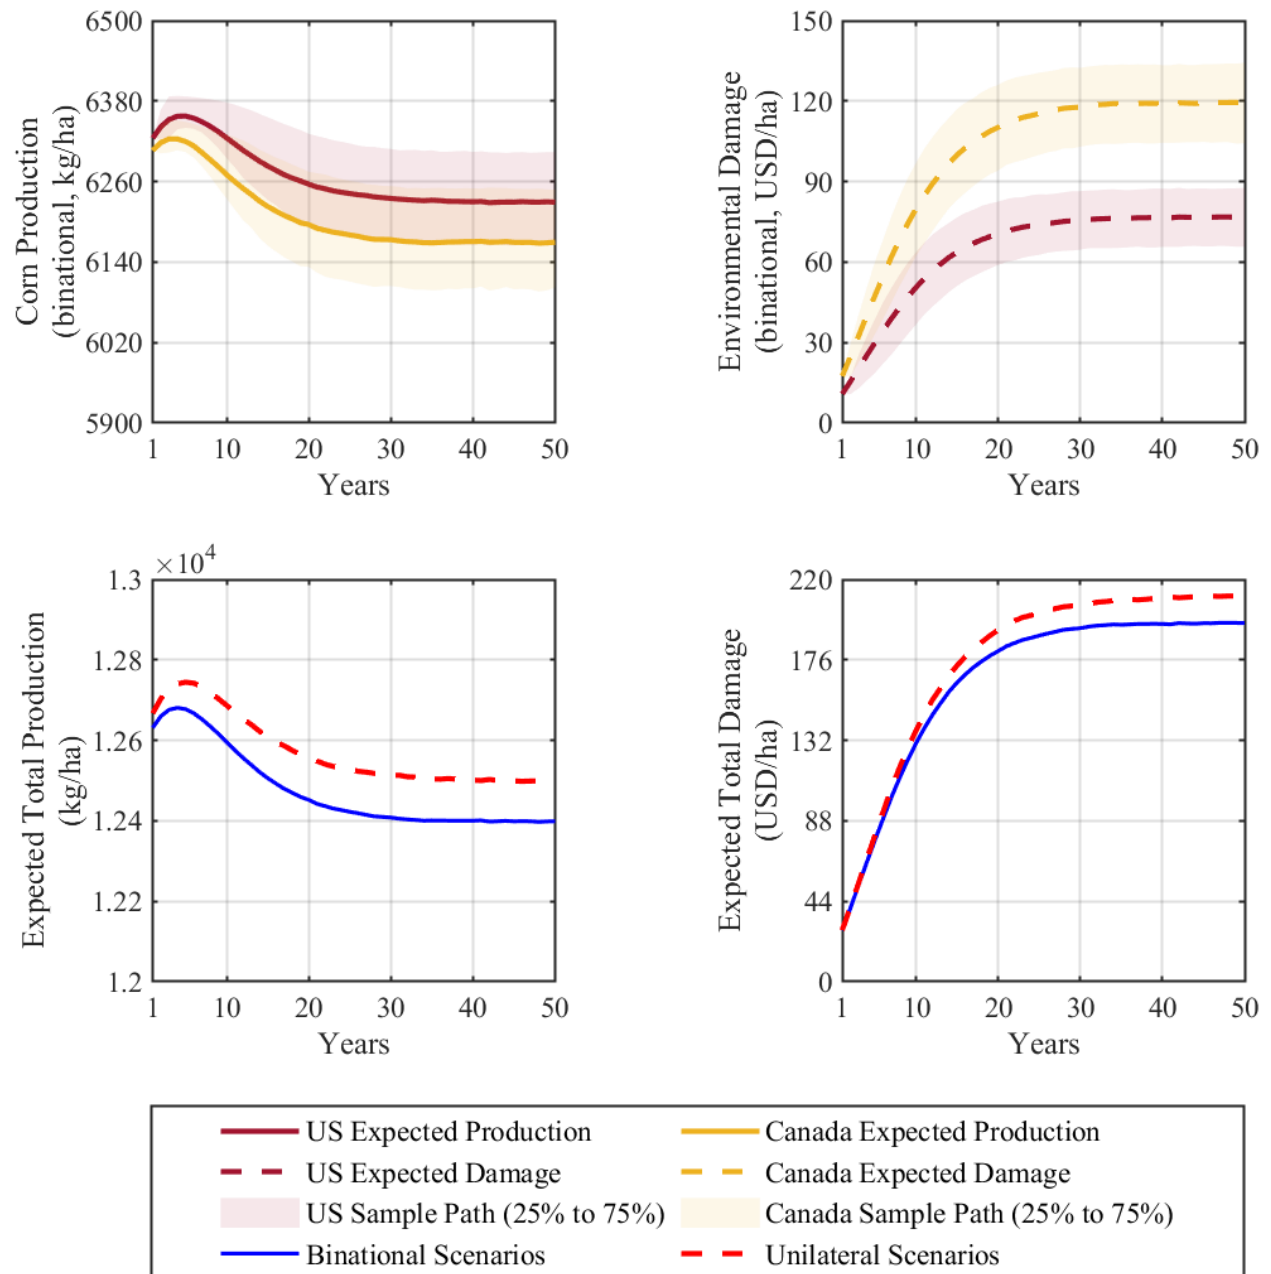 Corn Production
(binational, kg/ha)
6500
6380
6260
6140
6020
5900
1 10 20 30 40 50
Years
Environmental Damage
(binational, USD/ha)
150
120
90
60
30
0
1 10 20 30 40 50
Years
Expected Total Production
(kg/ha)
×10^4
1.3
1.28
1.26
1.24
1.22
1.2
1 10 20 30 40 50
Years
Expected Total Damage
(USD/ha)
220
176
132
88
44
0
1 10 20 30 40 50
Years
US Expected Production
Canada Expected Production
US Expected Damage
Canada Expected Damage
US Sample Path (25% to 75%)
Canada Sample Path (25% to 75%)
Binational Scenarios
Unilateral Scenarios